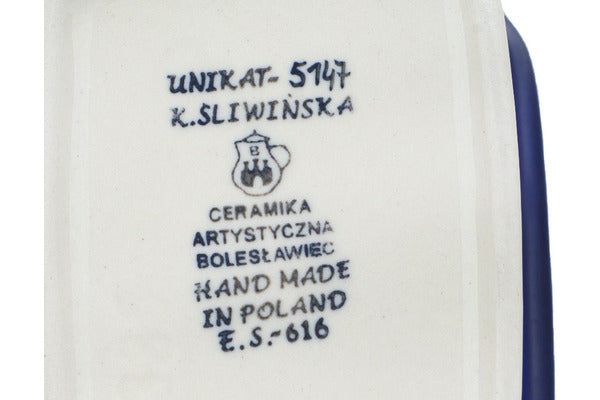 UNIKAT- 5147
K.SLIWIŃSKA
B
CERAMIKA
ARTYSTYCZNA
BOLESŁAWIEC
HAND MADE
IN POLAND
E.S.-616